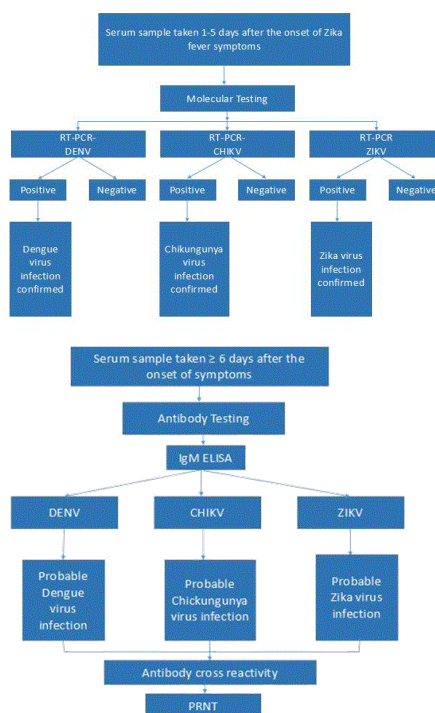 Serum sample taken 1-5 days after the onset of Zika
fever symptoms
Molecular Testing
RT-PCR-
DENV
RT-PCR-
CHIKV
RT-PCR
ZIKV
Positive
Negative
Positive
Negative
Positive
Negative
Dengue
virus
infection
confirmed
Chikungunya
virus
infection
confirmed
Zika virus
infection
confirmed
Serum sample taken ≥ 6 days after the
onset of symptoms
Antibody Testing
IgM ELISA
DENV
CHIKV
ZIKV
Probable
Dengue
virus
infection
Probable
Chickungunya
virus infection
Probable
Zika virus
infection
Antibody cross reactivity
PRNT